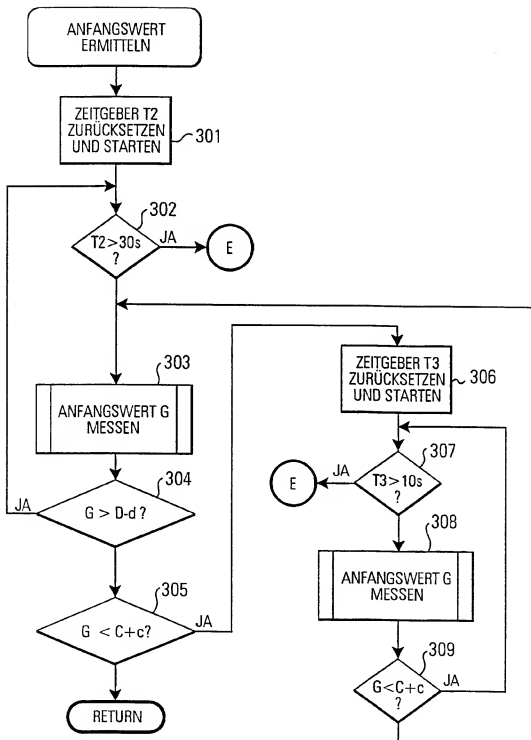 ANFANGSWERT
ERMITTELN
ZEITGEBER T2
ZURÜCKSETZEN
UND STARTEN
301
302
T2>30s
?
JA
E
303
ANFANGSWERT G
MESSEN
304
JA
G > D-d ?
305
G < C+c?
JA
RETURN
ZEITGEBER T3
ZURÜCKSETZEN
UND STARTEN
306
307
E
JA
T3>10s
?
308
ANFANGSWERT G
MESSEN
309
G<C+c
?
JA